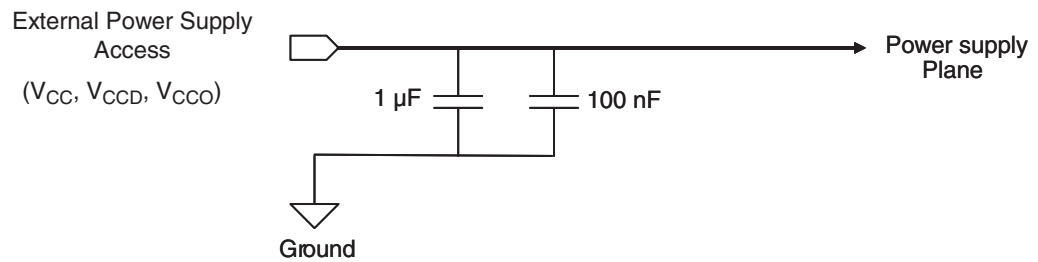 External Power Supply
Access
(VCC, VCCD, VCCO)
1 µF
100 nF
Power supply
Plane
Ground